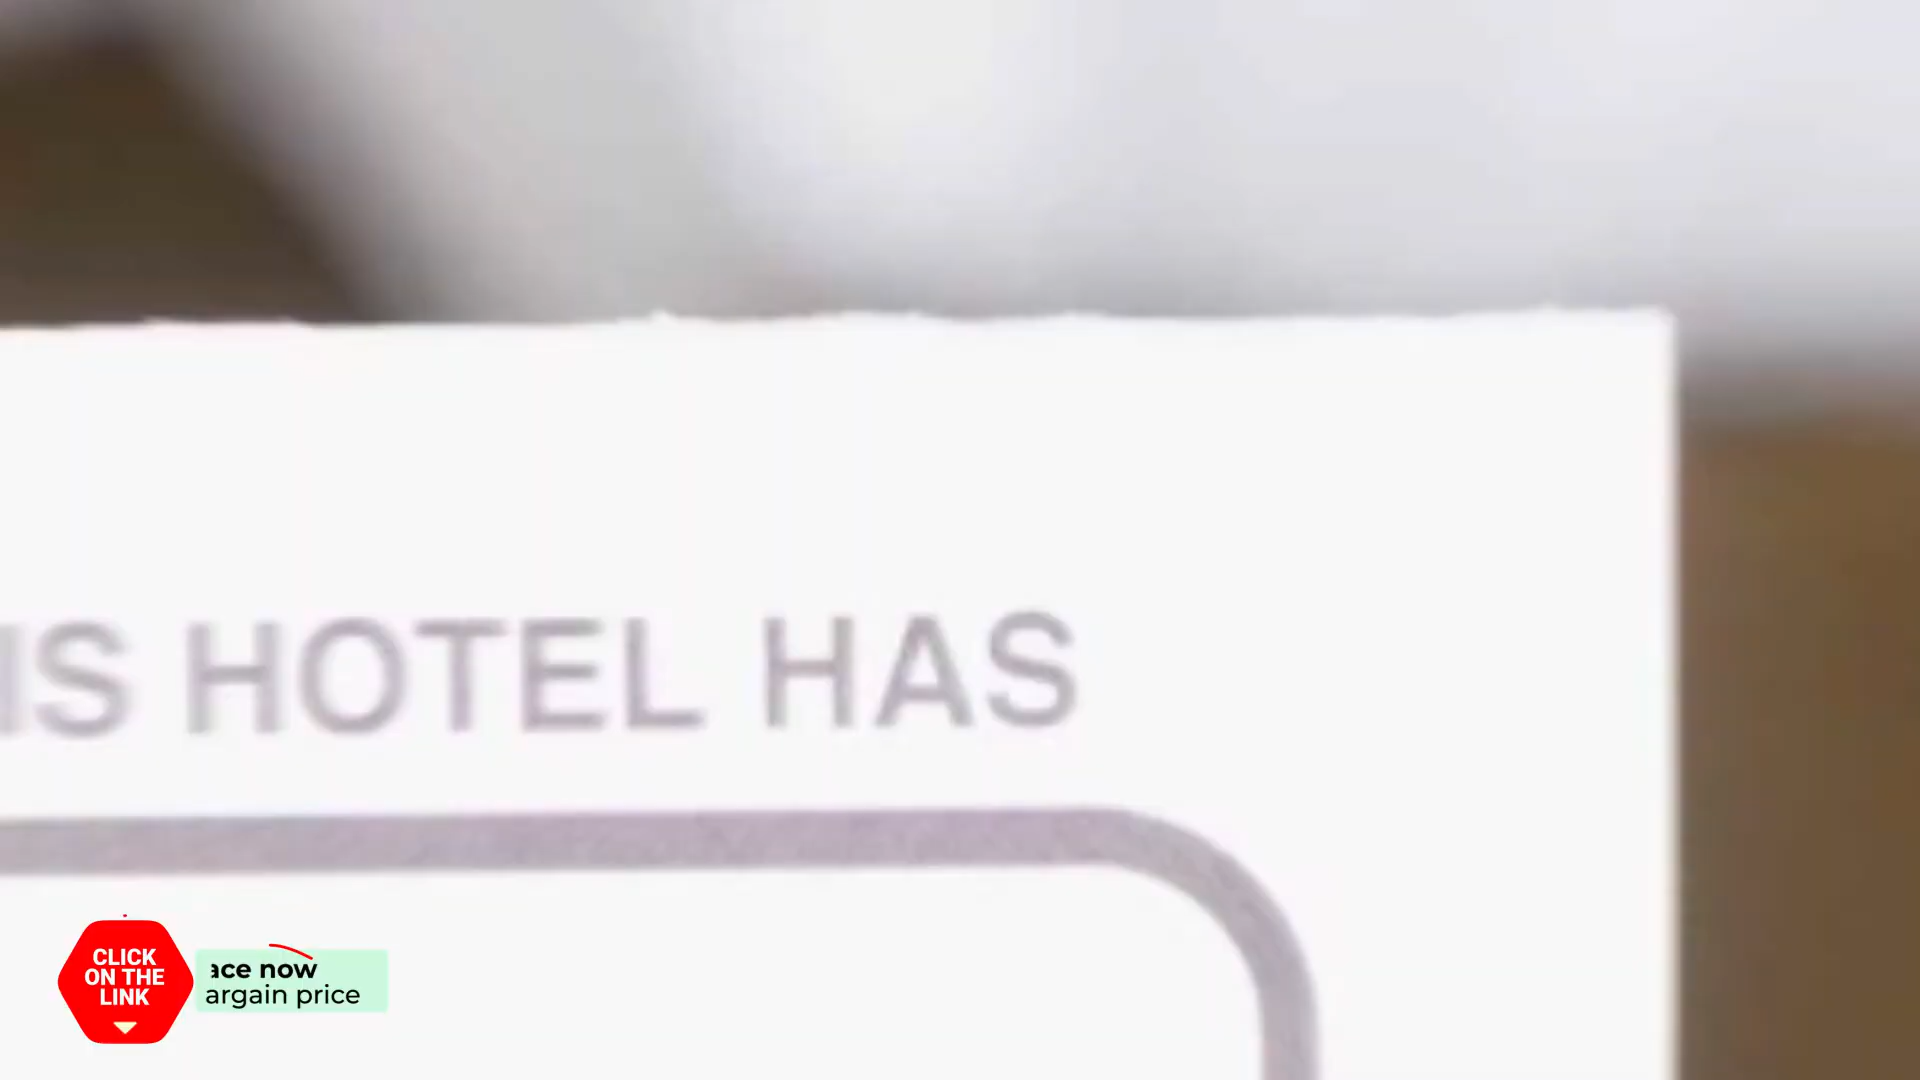 IS HOTEL HAS
CLICK
ON THE
LINK
ace now
argain price